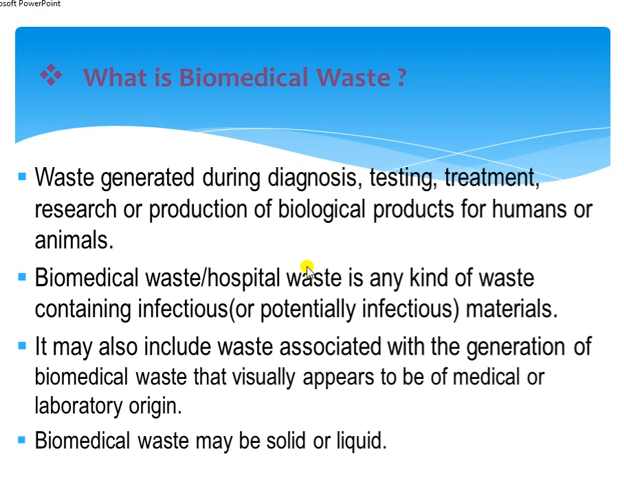 osoft PowerPoint
❖ What is Biomedical Waste ?
▪ Waste generated during diagnosis, testing, treatment,
research or production of biological products for humans or
animals.
▪ Biomedical waste/hospital waste is any kind of waste
containing infectious(or potentially infectious) materials.
▪ It may also include waste associated with the generation of
biomedical waste that visually appears to be of medical or
laboratory origin.
▪ Biomedical waste may be solid or liquid.